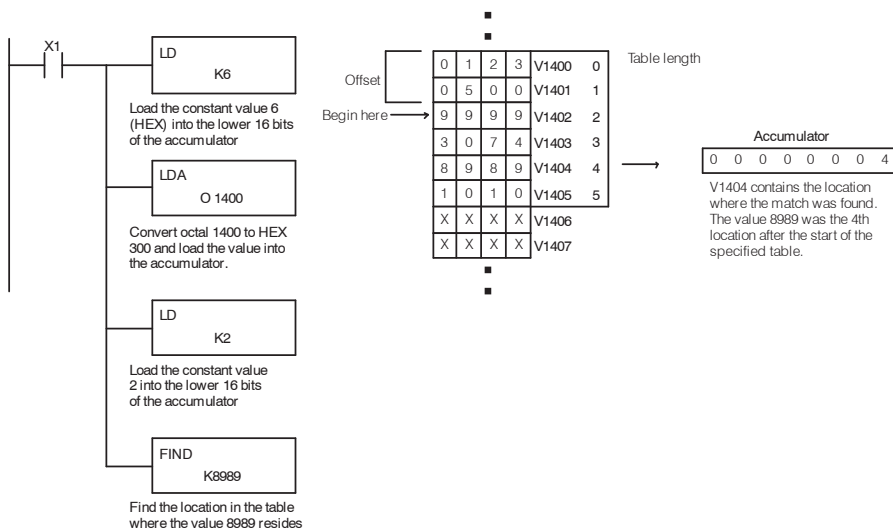 X1
LD
K6
Load the constant value 6
(HEX) into the lower 16 bits
of the accumulator
LDA
O 1400
Convert octal 1400 to HEX
300 and load the value into
the accumulator.
LD
K2
Load the constant value
2 into the lower 16 bits
of the accumulator
FIND
K8989
Find the location in the table
where the value 8989 resides
Offset
Begin here
0 1 2 3 V1400 0
0 5 0 0 V1401 1
9 9 9 9 V1402 2
3 0 7 4 V1403 3
8 9 8 9 V1404 4
1 0 1 0 V1405 5
X X X X V1406
X X X X V1407
Table length
Accumulator
0 0 0 0 0 0 0 4
V1404 contains the location
where the match was found.
The value 8989 was the 4th
location after the start of the
specified table.